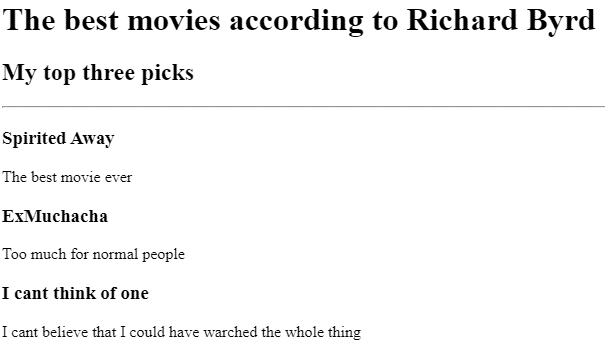 The best movies according to Richard Byrd
My top three picks
Spirited Away
The best movie ever
ExMuchacha
Too much for normal people
I cant think of one
I cant believe that I could have warched the whole thing